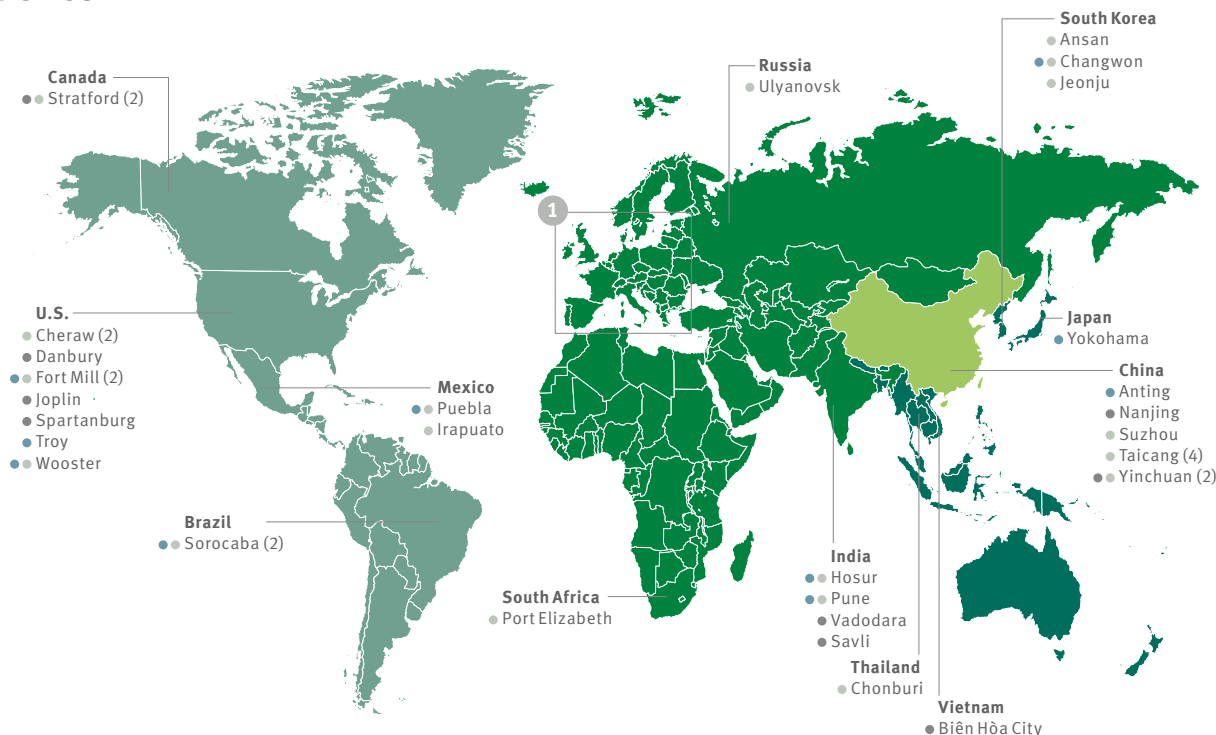 South Korea
Ansan
Changwon
Jeonju
Russia
Ulyanovsk
Canada
Stratford (2)
1
U.S.
Cheraw (2)
Danbury
Fort Mill (2)
Joplin
Spartanburg
Troy
Wooster
Mexico
Puebla
Irapuato
Japan
Yokohama
China
Anting
Nanjing
Suzhou
Taicang (4)
Yinchuan (2)
Brazil
Sorocaba (2)
South Africa
Port Elizabeth
India
Hosur
Pune
Vadodara
Savli
Thailand
Chonburi
Vietnam
Biên Hòa City